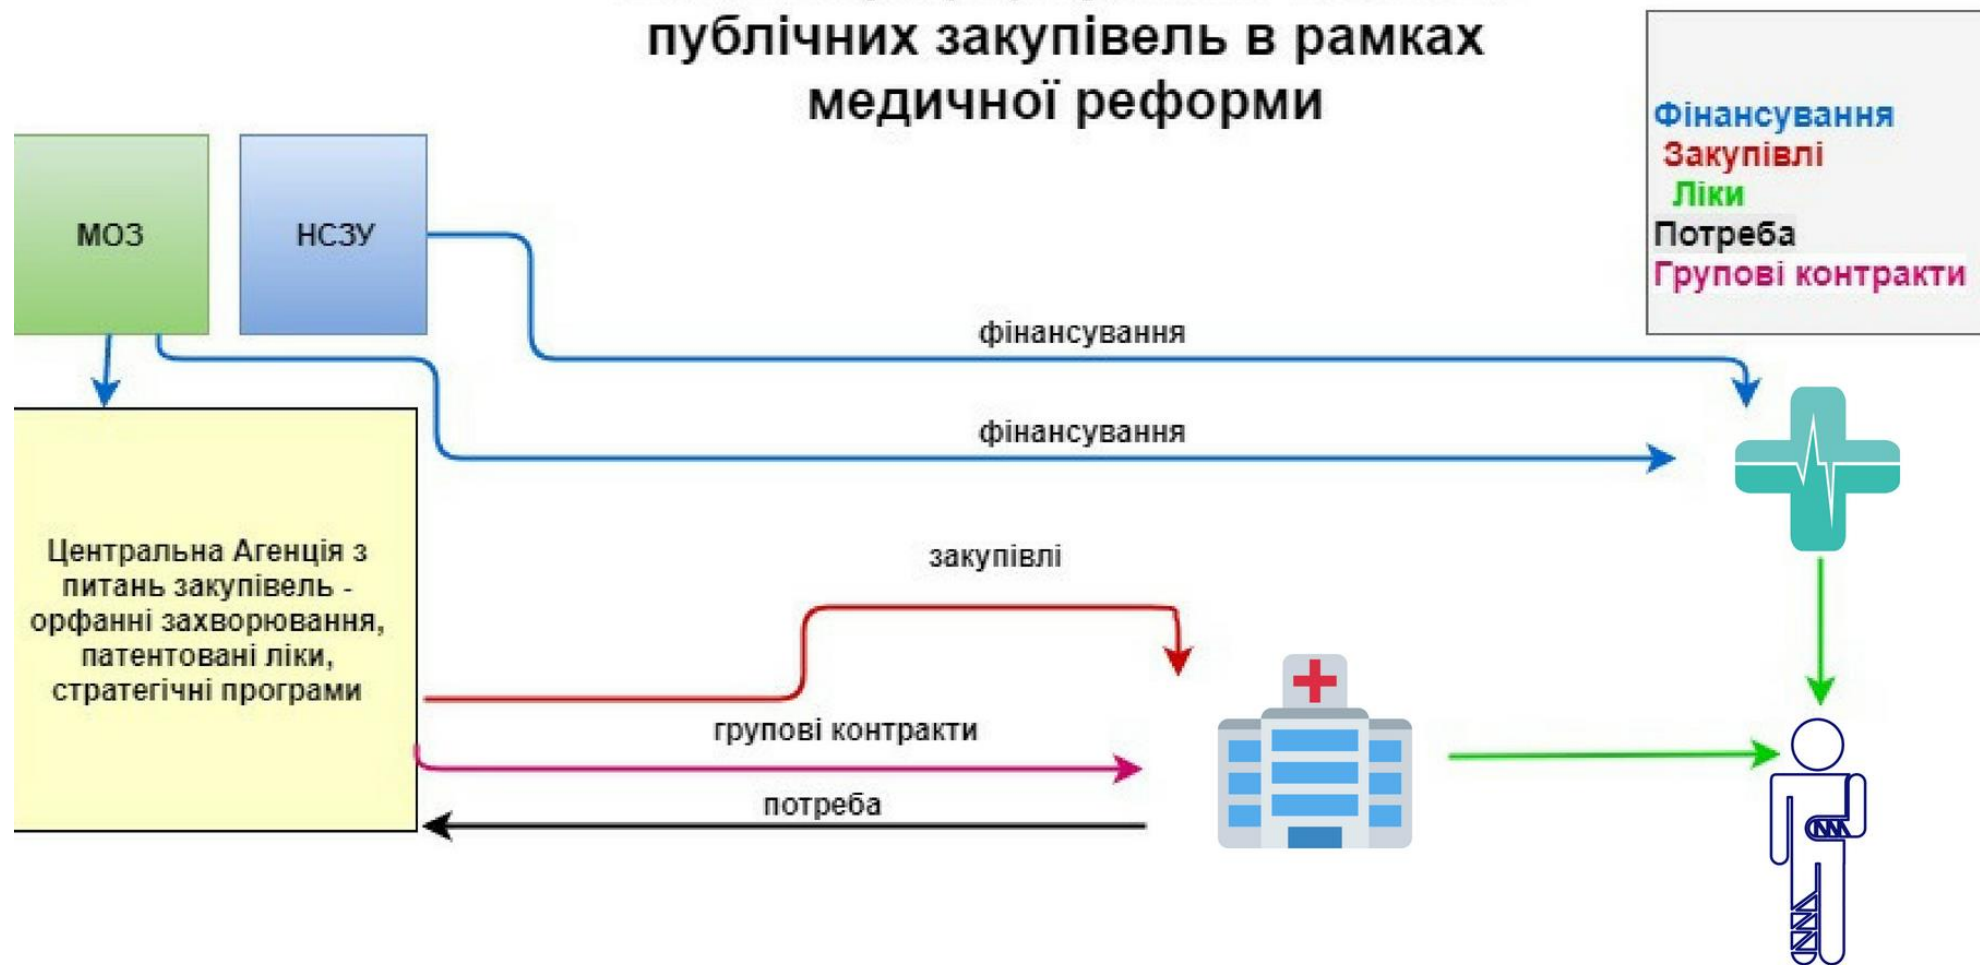 публічних закупівель в рамках
медичної реформи
Фінансування
Закупівлі
Ліки
Потреба
Групові контракти
МОЗ
НСЗУ
фінансування
фінансування
Центральна Агенція з
питань закупівель -
орфанні захворювання,
патентовані ліки,
стратегічні програми
закупівлі
групові контракти
потреба